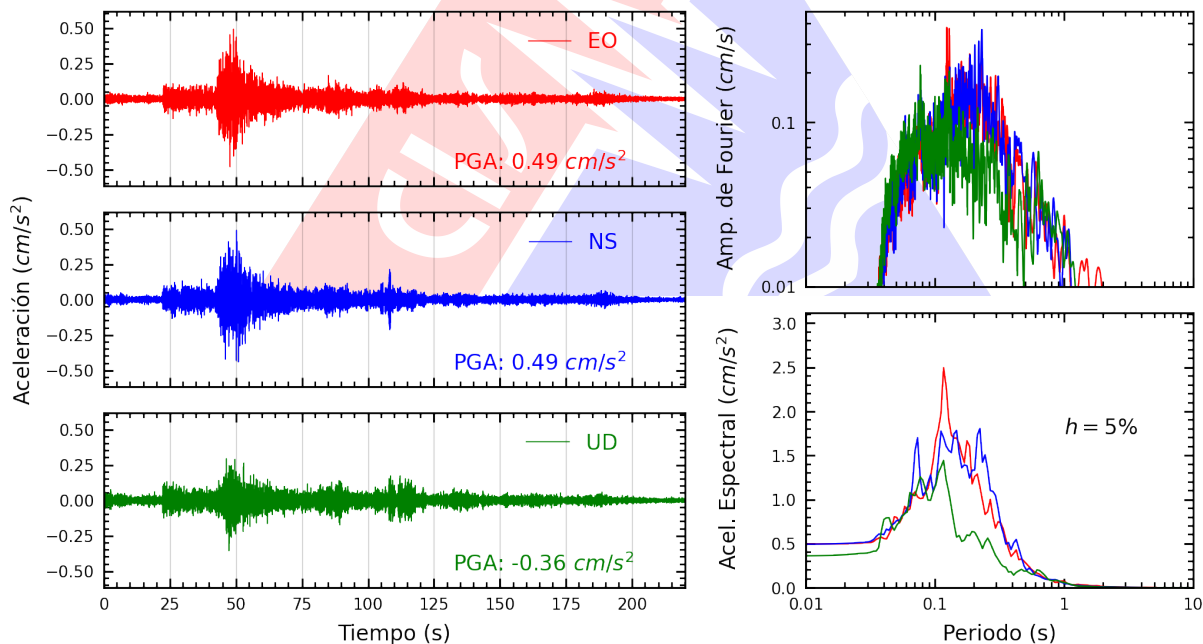 Aceleración (cm/s²)
0.50
0.25
0.00
−0.25
−0.50
EO
PGA: 0.49 cm/s²
0.50
0.25
0.00
−0.25
−0.50
NS
PGA: 0.49 cm/s²
0.50
0.25
0.00
−0.25
−0.50
UD
PGA: -0.36 cm/s²
0 25 50 75 100 125 150 175 200
Tiempo (s)
Amp. de Fourier (cm/s)
0.1
0.01
Acel. Espectral (cm/s²)
3.0
2.5
2.0
1.5
1.0
0.5
0.0
h = 5%
0.01 0.1 1 10
Periodo (s)